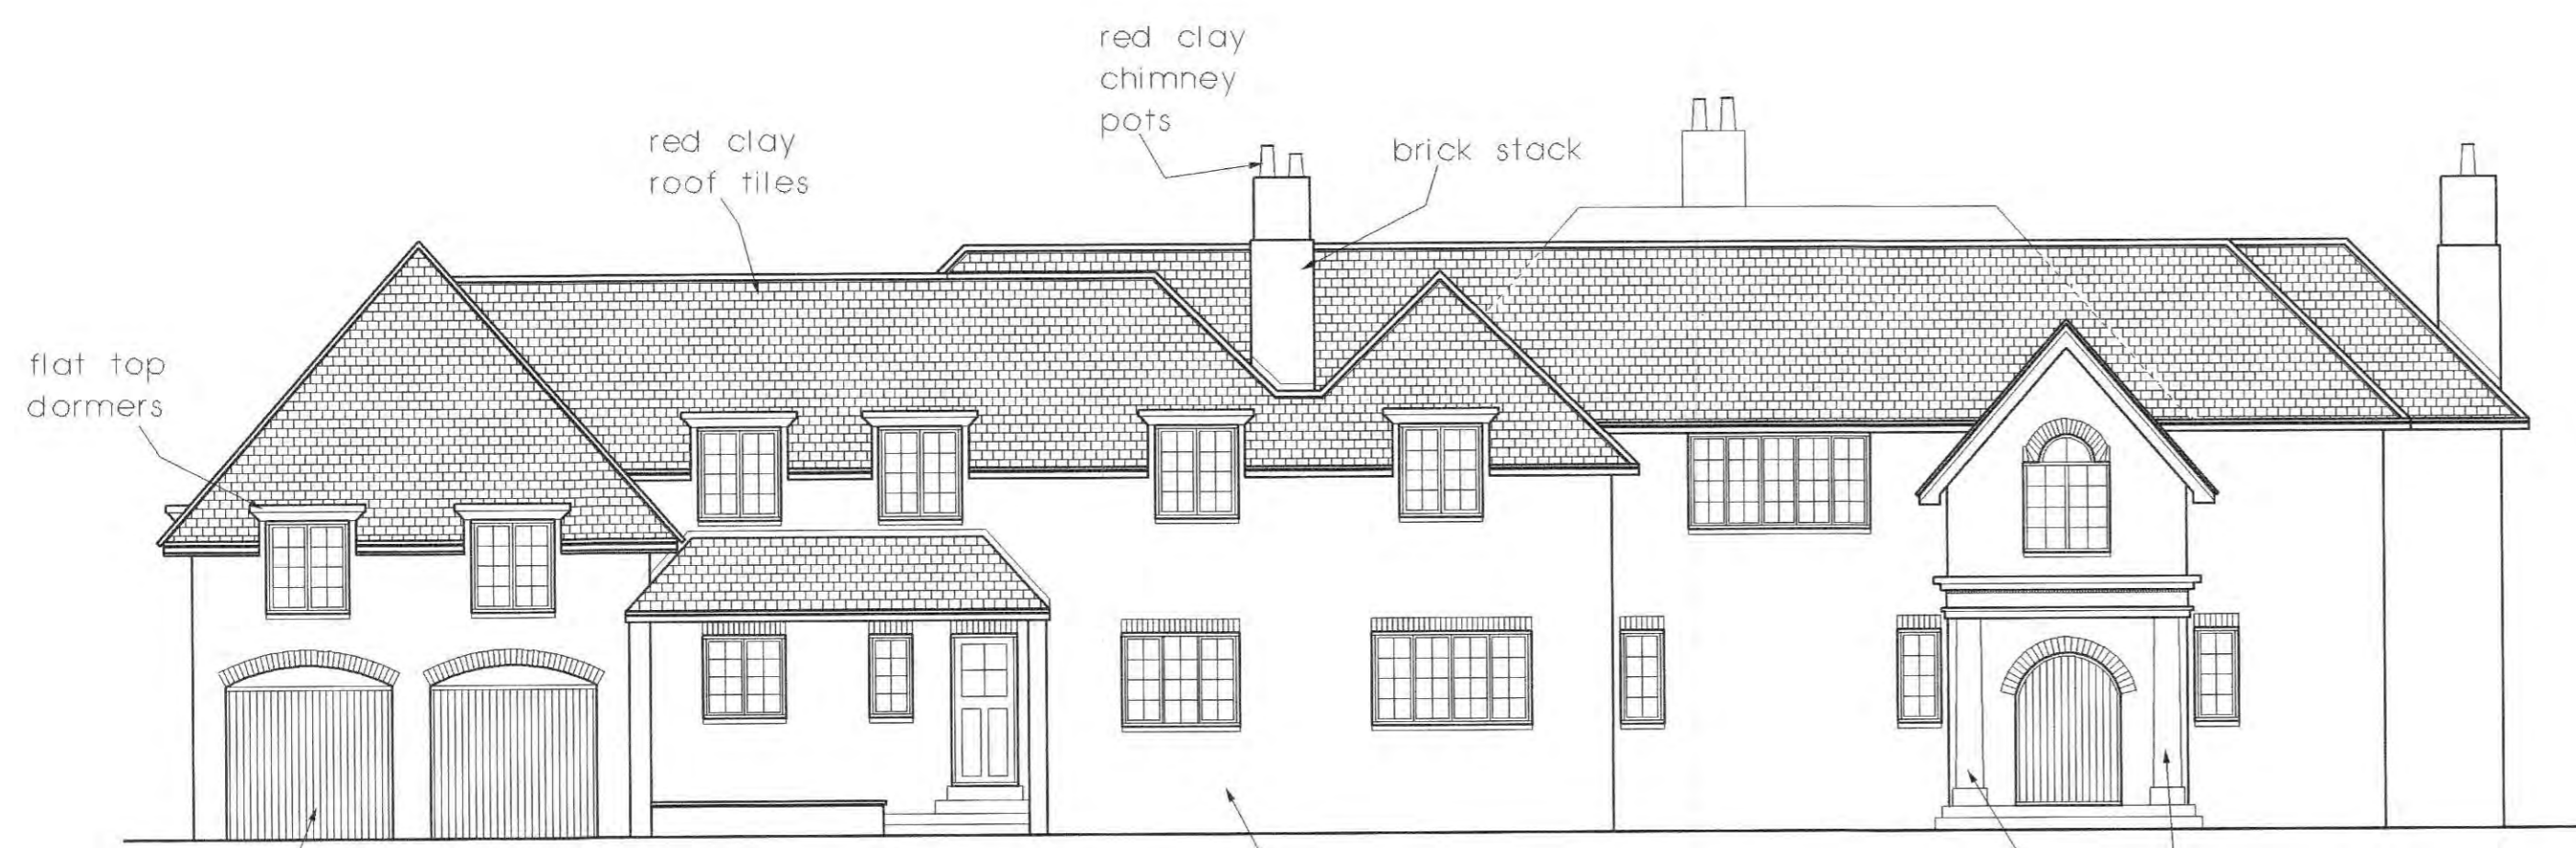 red clay
chimney
pots
brick stack
red clay
roof tiles
flat top
dormers